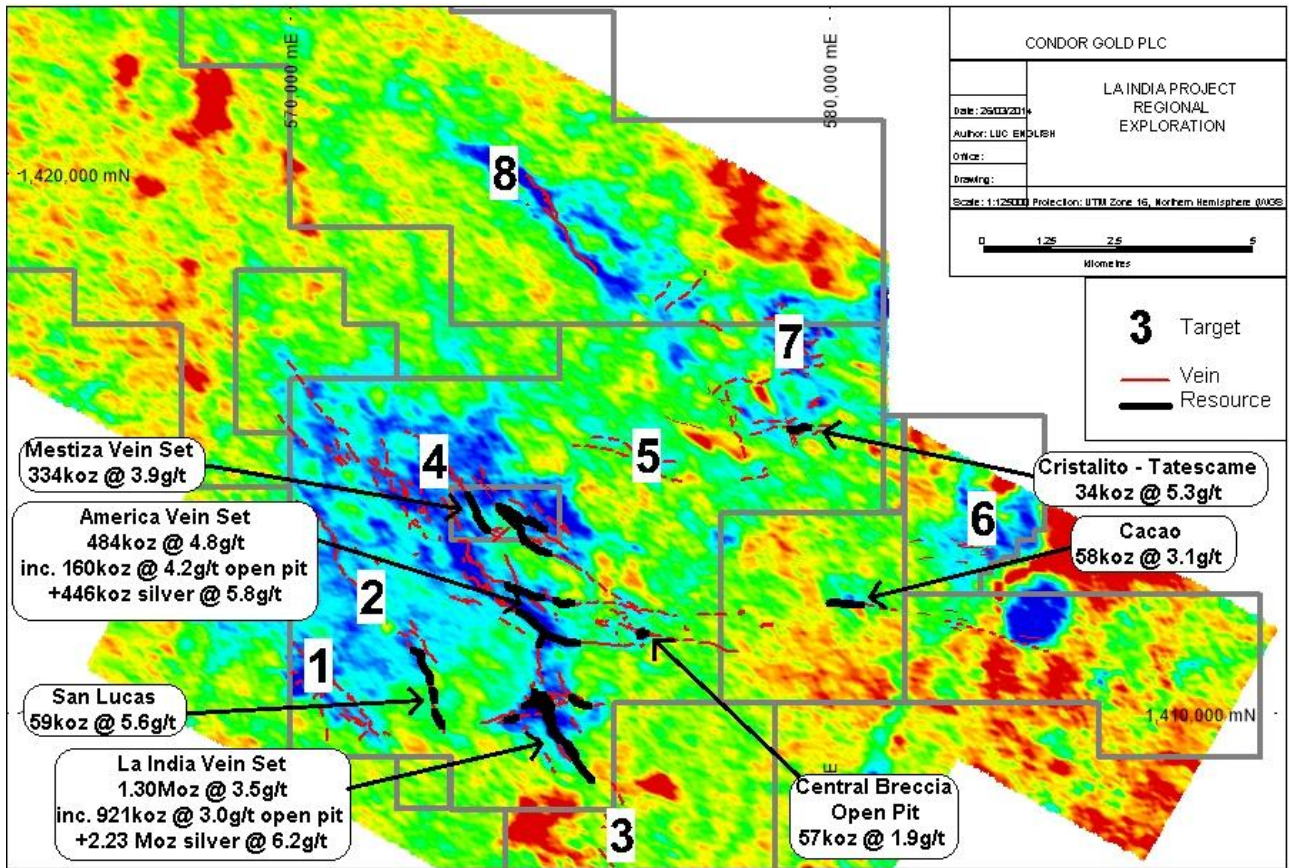 CONDOR GOLD PLC
LA INDIA PROJECT
REGIONAL
EXPLORATION
Date: 26/03/2014
Author: LUC ENGLISH
Office:
Drawing:
Scale: 1:125000 Projection: UTM Zone 16, Northern Hemisphere (WGS
0 1.25 2.5 5
kilometres
3 Target
Vein
Resource
570,000 mE
580,000 mE
1,420,000 mN
1,410,000 mN
E
8
7
4
5
6
2
1
3
Mestiza Vein Set
334koz @ 3.9g/t
America Vein Set
484koz @ 4.8g/t
inc. 160koz @ 4.2g/t open pit
+446koz silver @ 5.8g/t
San Lucas
59koz @ 5.6g/t
La India Vein Set
1.30Moz @ 3.5g/t
inc. 921koz @ 3.0g/t open pit
+2.23 Moz silver @ 6.2g/t
Cristalito - Tatescame
34koz @ 5.3g/t
Cacao
58koz @ 3.1g/t
Central Breccia
Open Pit
57koz @ 1.9g/t